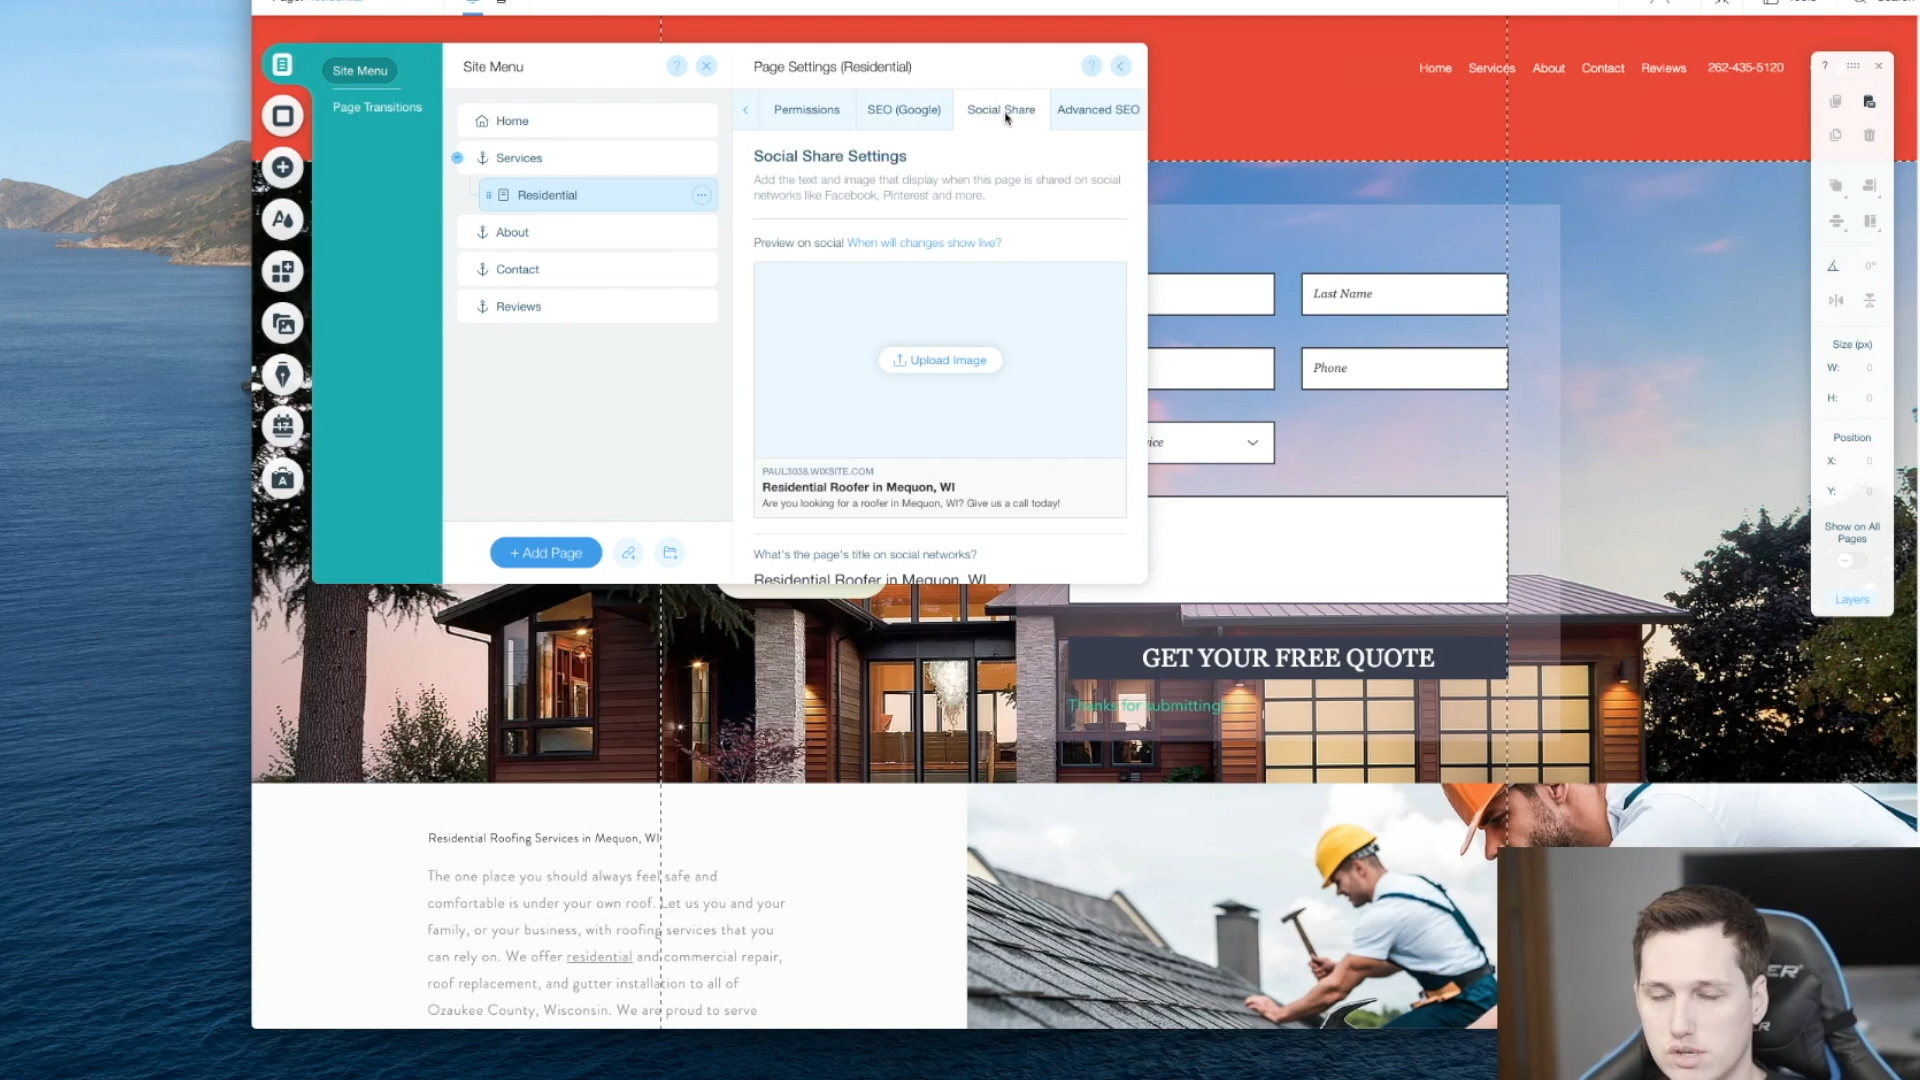 Site Menu
Page Transitions
Site Menu
?
Home
Services
Residential
About
Contact
Reviews
+ Add Page
Page Settings (Residential)
?
Permissions
SEO (Google)
Social Share
Advanced SEO
Social Share Settings
Add the text and image that display when this page is shared on social
networks like Facebook, Pinterest and more.
Preview on social When will changes show live?
Upload Image
PAUL3038.WIXSITE.COM
Residential Roofer in Mequon, WI
Are you looking for a roofer in Mequon, WI? Give us a call today!
What's the page's title on social networks?
Residential Roofer in Mequon, WI
Home Services About Contact Reviews 262-435-5120
Last Name
Phone
GET YOUR FREE QUOTE
Thanks for submitting!
Residential Roofing Services in Mequon, WI
The one place you should always feel safe and
comfortable is under your own roof. Let us you and your
family, or your business, with roofing services that you
can rely on. We offer residential and commercial repair,
roof replacement, and gutter installation to all of
Ozaukee County, Wisconsin. We are proud to serve
?
0°
Size (px)
W: 0
H: 0
Position
X: 0
Y: 0
Show on All
Pages
Layers